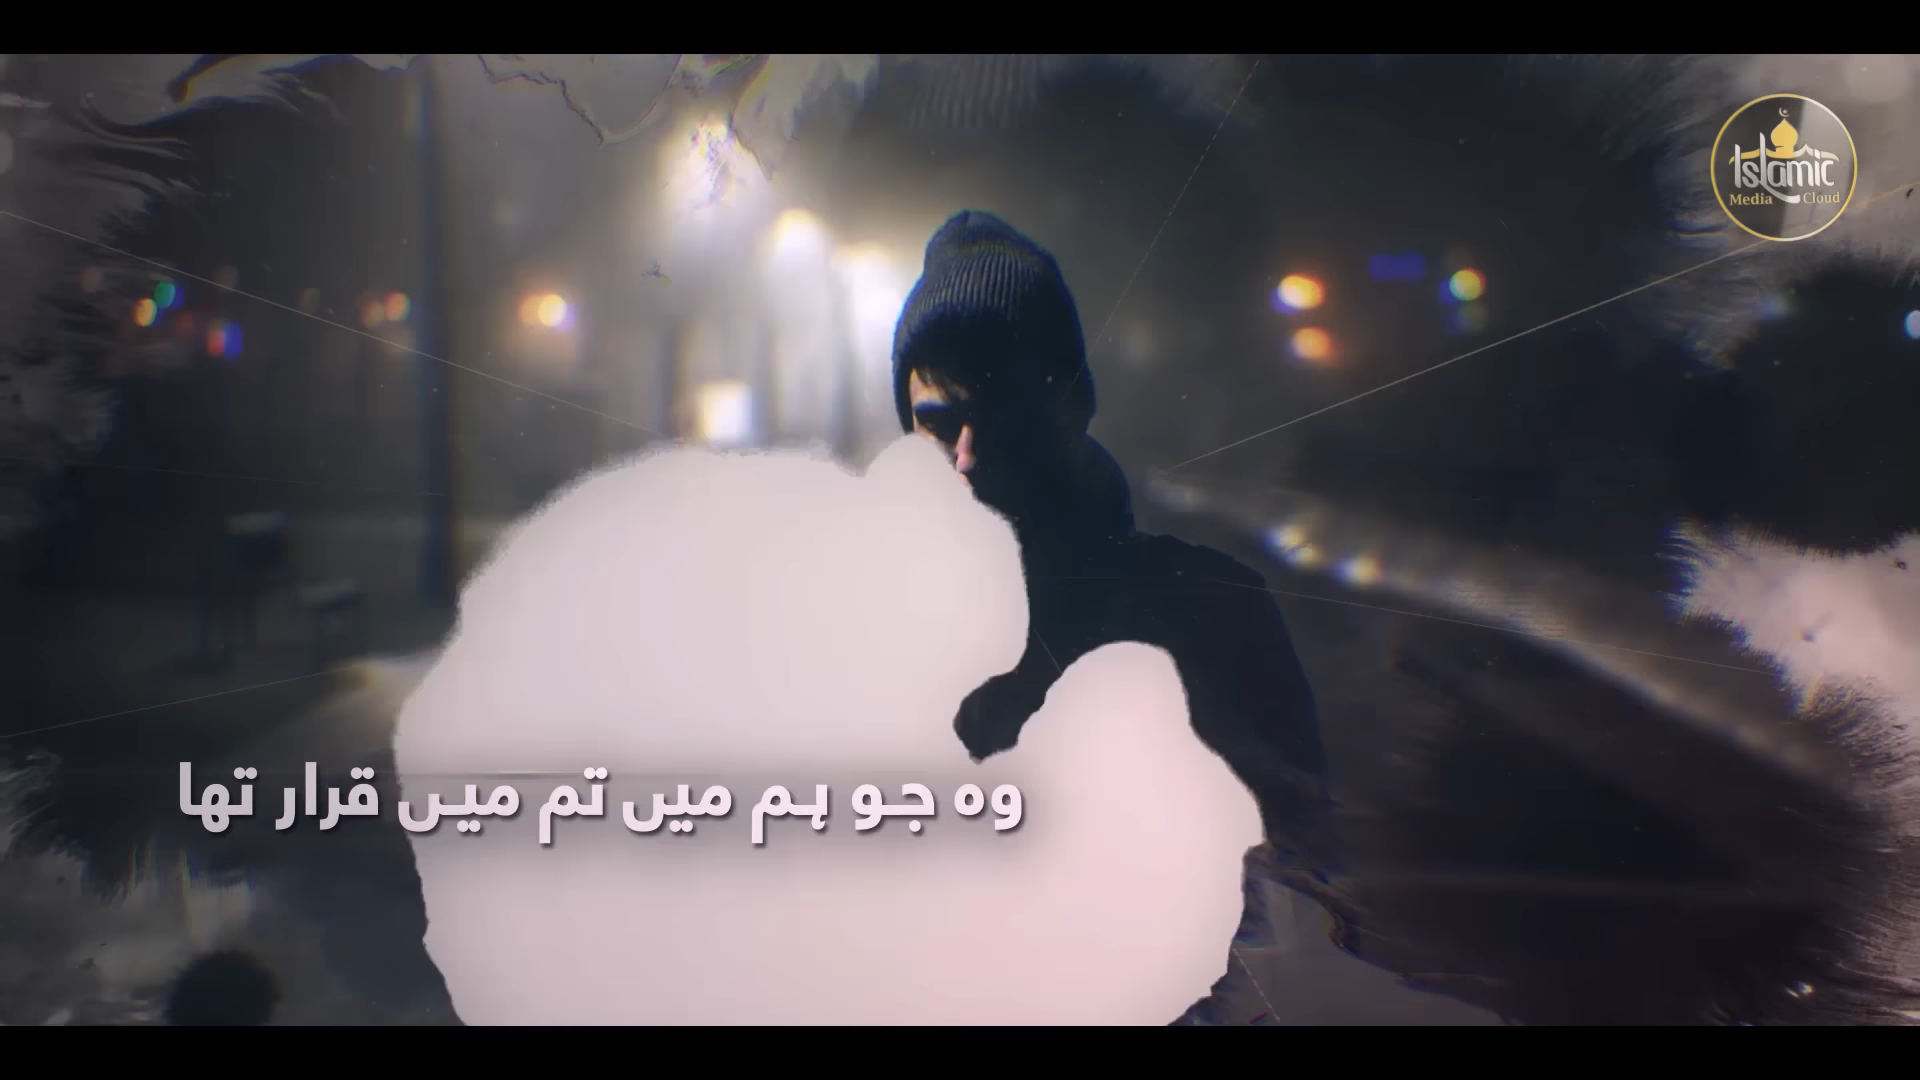 Islamic
Media Cloud
وہ جو ہم میں تم میں قرار تھا